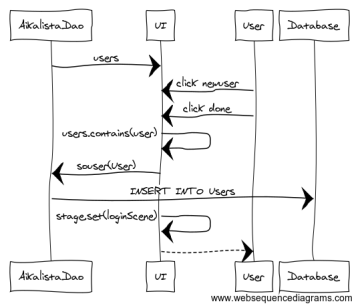 AikalistaDao UI User Database
users
click newuser
click done
users.contains(user)
souser(User)
INSERT INTO Users
stage.set(loginScene)
AikalistaDao UI User Database
www.websequencediagrams.com